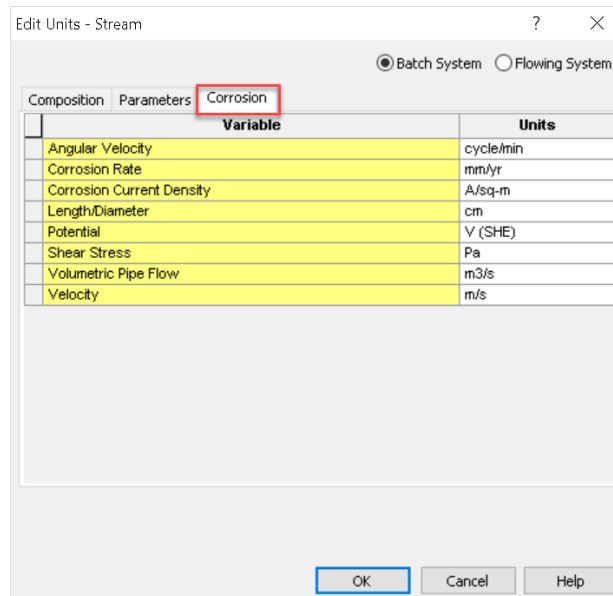 Edit Units - Stream ? ×
Batch System Flowing System
Composition Parameters Corrosion
Variable Units
Angular Velocity cycle/min
Corrosion Rate mm/yr
Corrosion Current Density A/sq-m
Length/Diameter cm
Potential V (SHE)
Shear Stress Pa
Volumetric Pipe Flow m3/s
Velocity m/s
OK Cancel Help